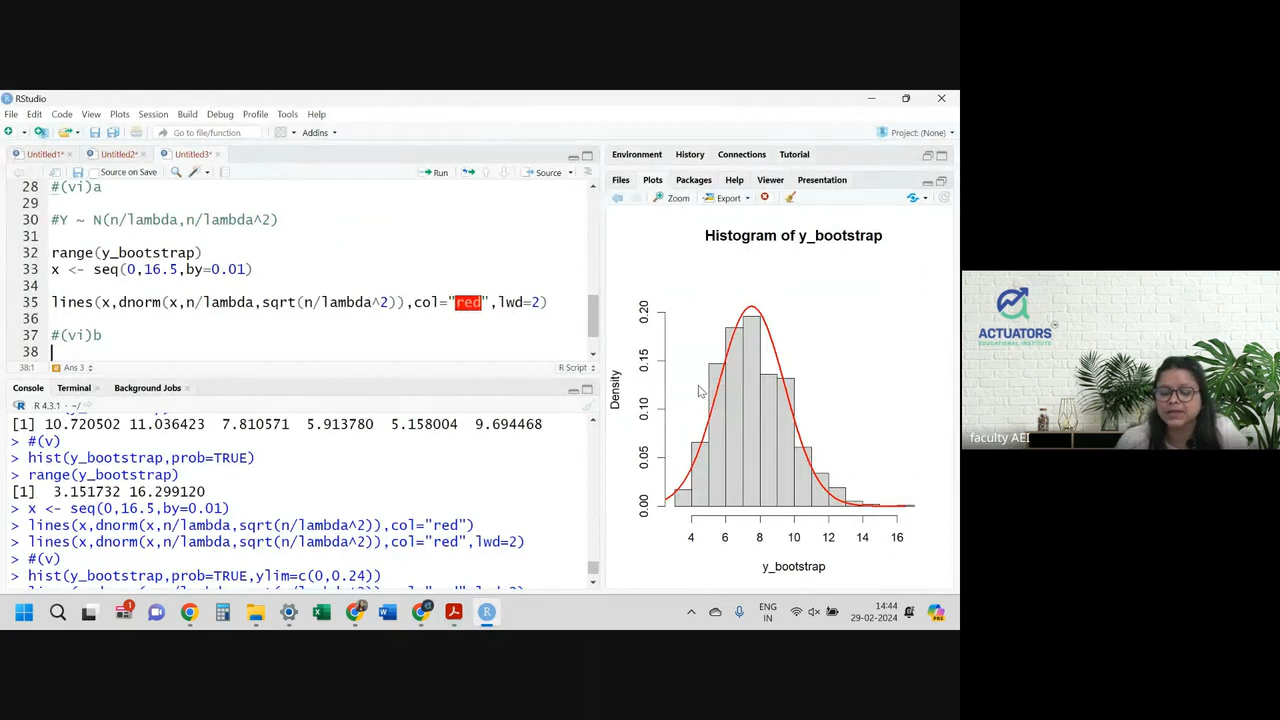 RStudio
File Edit Code View Plots Session Build Debug Profile Tools Help
Go to file/function Addins Project: (None)
Untitled1* Untitled2* Untitled3*
Source on Save Run Source
28 #(vi)a
29
30 #Y ~ N(n/lambda,n/lambda^2)
31
32 range(y_bootstrap)
33 x <- seq(0,16.5,by=0.01)
34
35 lines(x,dnorm(x,n/lambda,sqrt(n/lambda^2)),col="red",lwd=2)
36
37 #(vi)b
38
38:1 Ans 3 R Script
Console Terminal Background Jobs
R 4.3.1 · ~/
[1] 10.720502 11.036423 7.810571 5.913780 5.158004 9.694468
> #(v)
> hist(y_bootstrap,prob=TRUE)
> range(y_bootstrap)
[1] 3.151732 16.299120
> x <- seq(0,16.5,by=0.01)
> lines(x,dnorm(x,n/lambda,sqrt(n/lambda^2)),col="red")
> lines(x,dnorm(x,n/lambda,sqrt(n/lambda^2)),col="red",lwd=2)
> #(v)
> hist(y_bootstrap,prob=TRUE,ylim=c(0,0.24))
Environment History Connections Tutorial
Files Plots Packages Help Viewer Presentation
Zoom Export
Histogram of y_bootstrap
Density
0.20
0.15
0.10
0.05
0.00
4 6 8 10 12 14 16
y_bootstrap
1
ENG
IN
14:44
29-02-2024
ACTUATORS
EDUCATIONAL INSTITUTE
faculty AEI